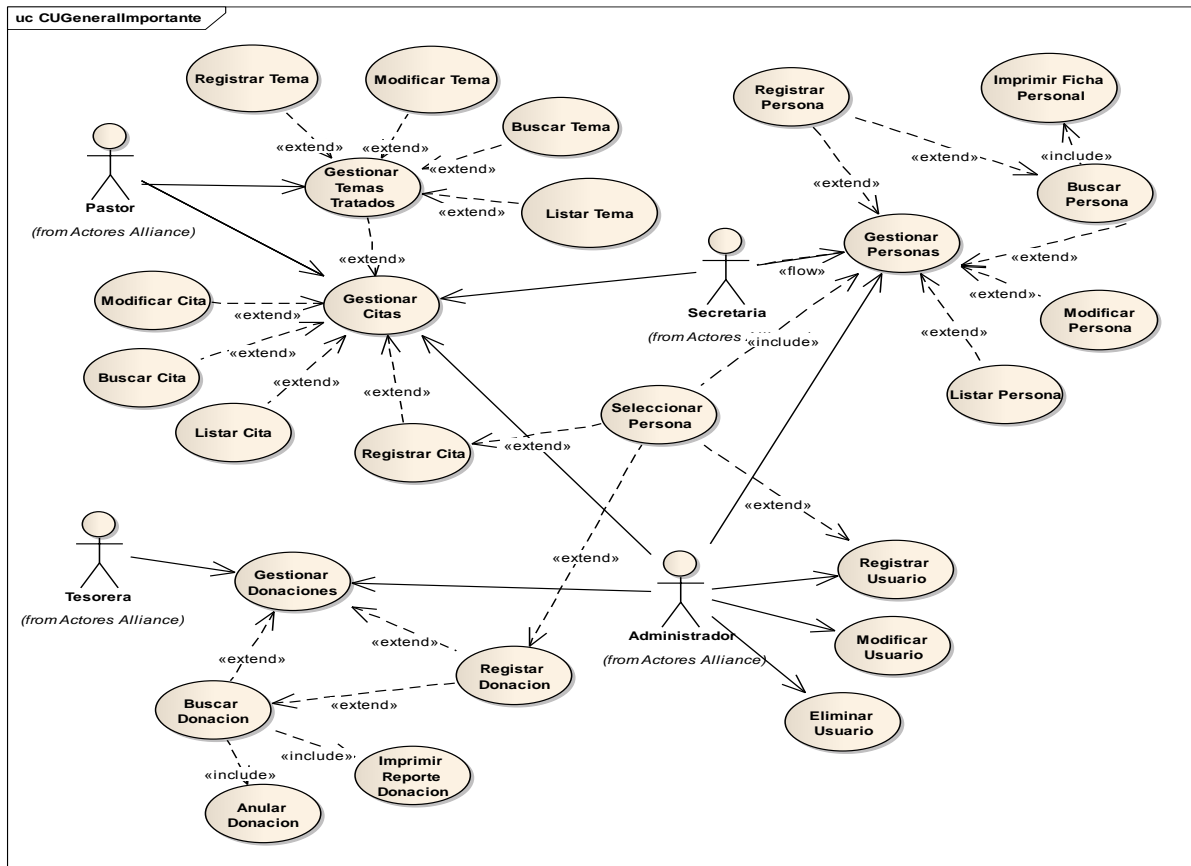 uc CUGeneralImportante
Registrar Tema
Modificar Tema
Buscar Tema
Listar Tema
«extend»
«extend»
«extend»
«extend»
Gestionar
Temas
Tratados
Pastor
(from Actores Alliance)
«extend»
Registrar
Persona
Imprimir Ficha
Personal
«extend»
«include»
«extend»
Buscar
Persona
Gestionar
Personas
«extend»
«flow»
«extend»
Secretaria
(from Actores
«include»
Modificar
Persona
«extend»
Listar Persona
Modificar Cita
Gestionar
Citas
«extend»
«extend»
Buscar Cita
«extend»
Listar Cita
«extend»
Registrar Cita
«extend»
Seleccionar
Persona
«extend»
«extend»
Tesorera
(from Actores Alliance)
Gestionar
Donaciones
Administrador
(from Actores Alliance)
Registrar
Usuario
Modificar
Usuario
Eliminar
Usuario
«extend»
«extend»
Registar
Donacion
«extend»
Buscar
Donacion
«include»
«include»
Imprimir
Reporte
Donacion
Anular
Donacion